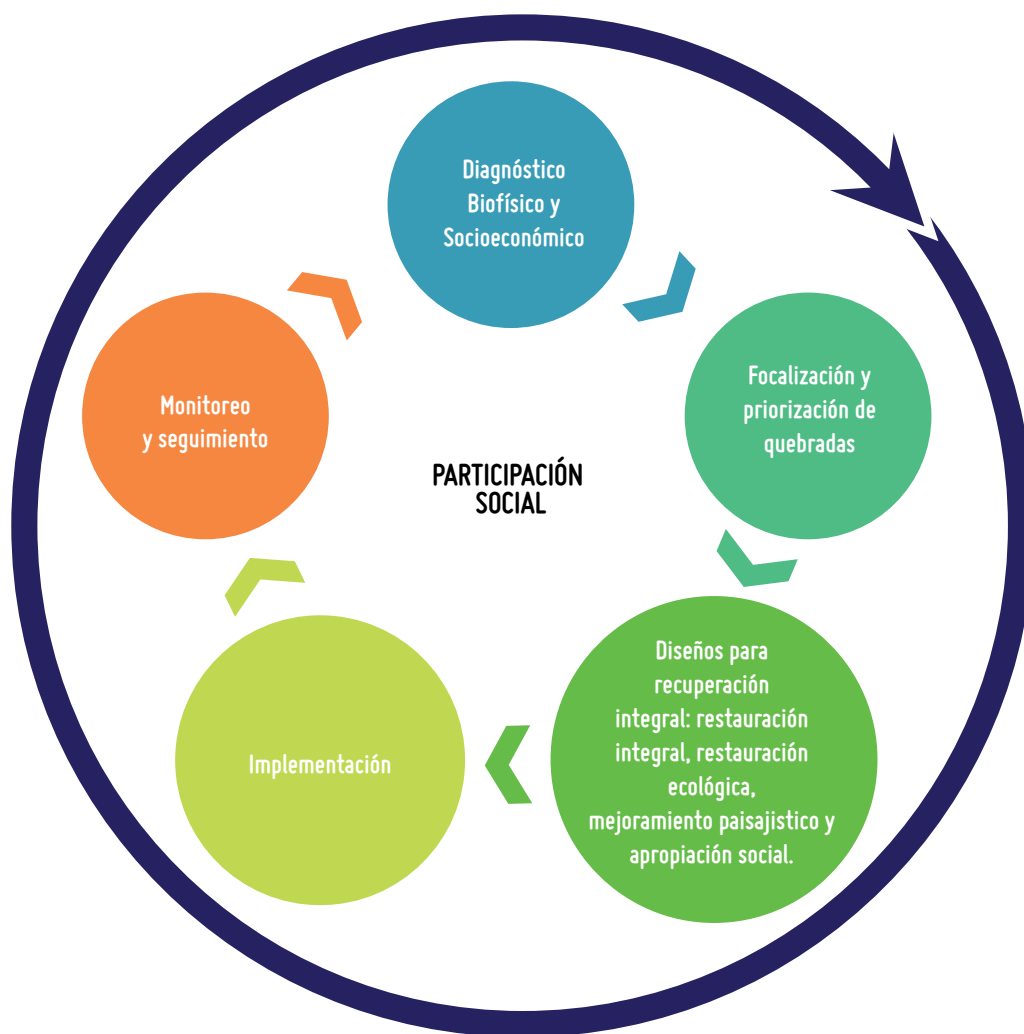 Diagnóstico
Biofísico y
Socioeconómico
Focalización y
priorización de
quebradas
Diseños para
recuperación
integral: restauración
integral, restauración
ecológica,
mejoramiento paisajistico y
apropiación social.
Implementación
Monitoreo
y seguimiento
PARTICIPACIÓN
SOCIAL